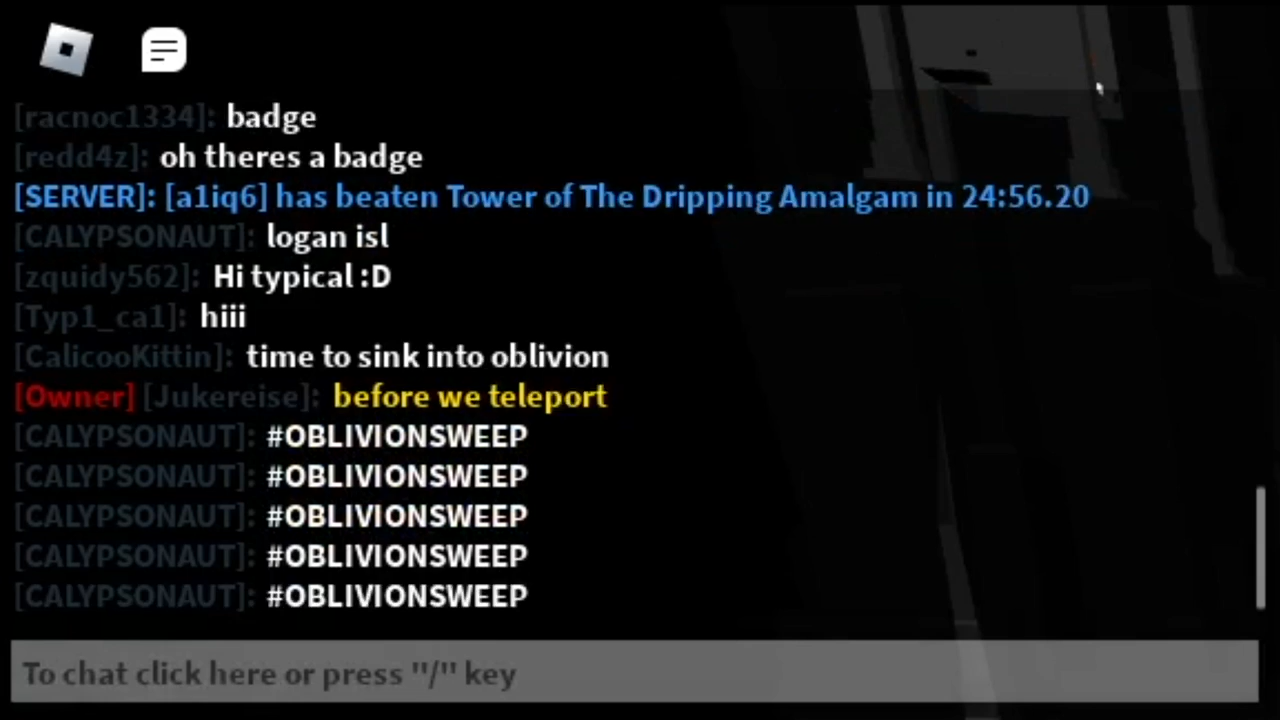 [racnoc1334]: badge
[redd4z]: oh theres a badge
[SERVER]: [a1iq6] has beaten Tower of The Dripping Amalgam in 24:56.20
[CALYPSONAUT]: logan isl
[zquidy562]: Hi typical :D
[Typ1_ca1]: hiii
[CalicooKittin]: time to sink into oblivion
[Owner] [Jukereise]: before we teleport
[CALYPSONAUT]: #OBLIVIONSWEEP
[CALYPSONAUT]: #OBLIVIONSWEEP
[CALYPSONAUT]: #OBLIVIONSWEEP
[CALYPSONAUT]: #OBLIVIONSWEEP
[CALYPSONAUT]: #OBLIVIONSWEEP
To chat click here or press "/" key